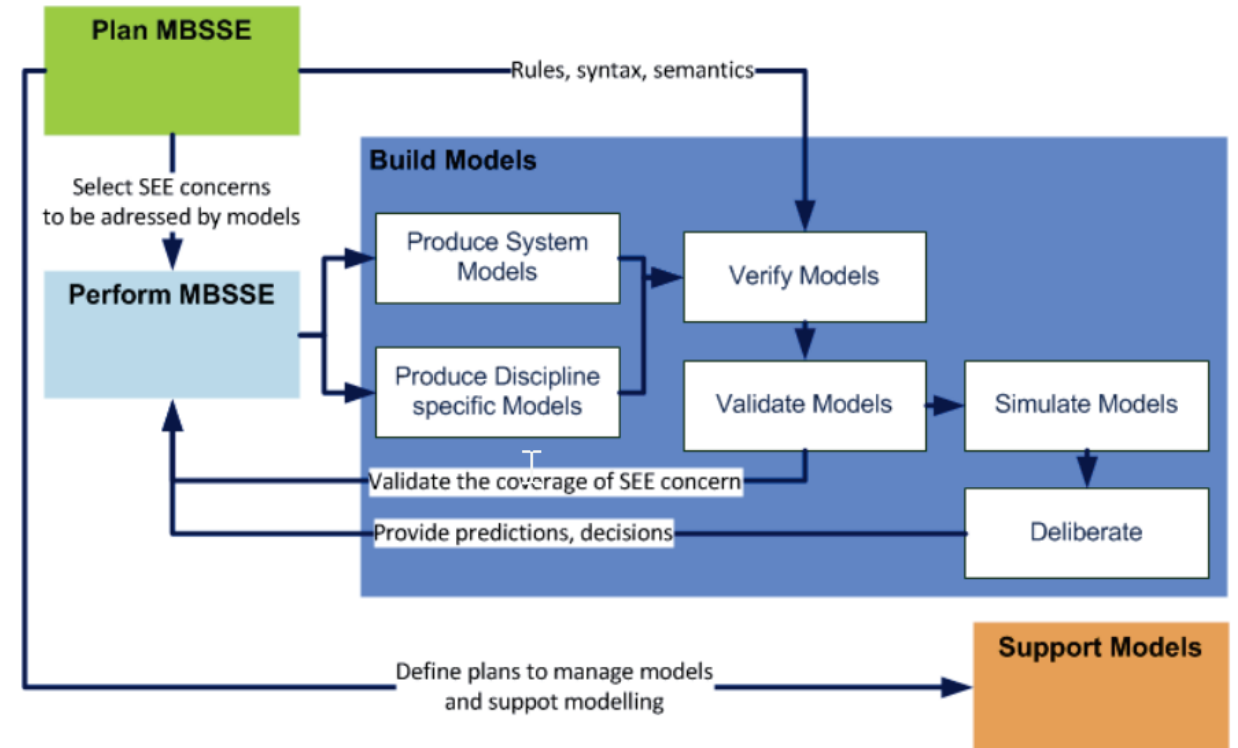 Plan MBSSE
Rules, syntax, semantics
Build Models
Select SEE concerns
to be adressed by models
Produce System
Models
Verify Models
Perform MBSSE
Produce Discipline
specific Models
Validate Models
Simulate Models
Validate the coverage of SEE concern
Provide predictions, decisions
Deliberate
Support Models
Define plans to manage models
and suppot modelling